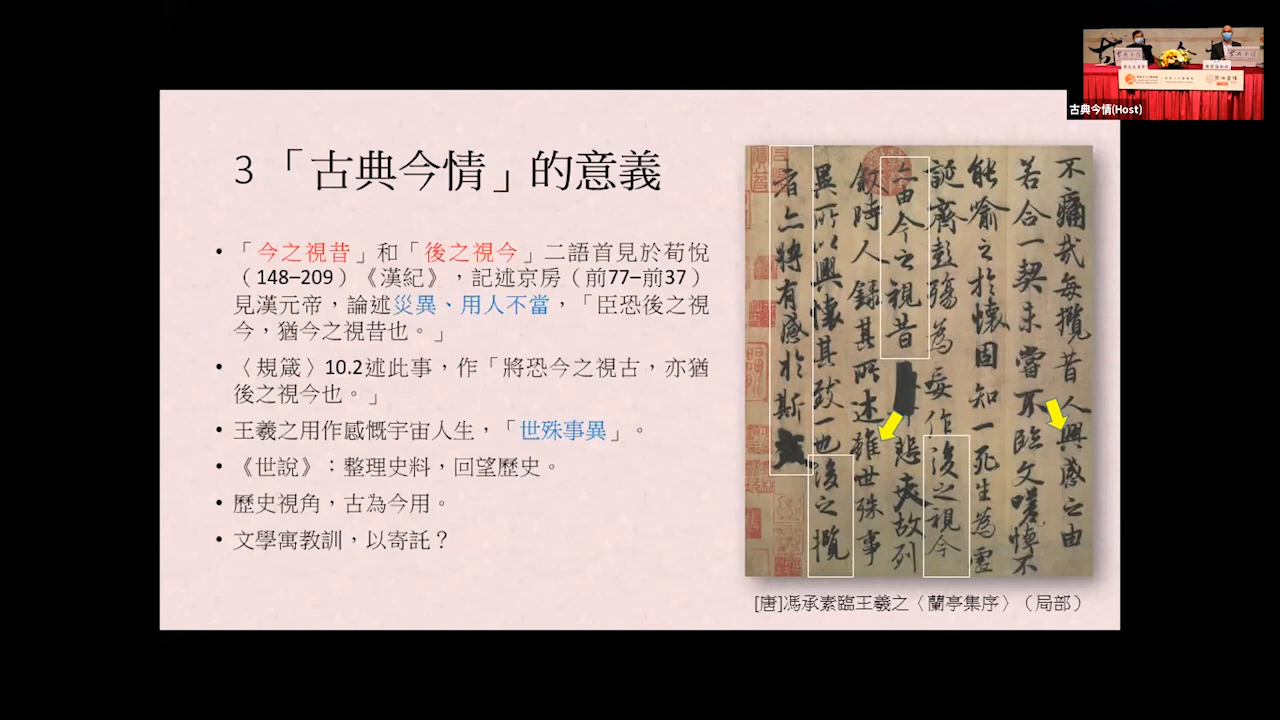 古典今情(Host)
3「古典今情」的意義
•「今之視昔」和「後之視今」二語首見於荀悅
（148–209）《漢紀》，記述京房（前77–前37）
見漢元帝，論述災異、用人不當，「臣恐後之視
今，猶今之視昔也。」
•〈規箴〉10.2述此事，作「將恐今之視古，亦猶
後之視今也。」
• 王羲之用作感慨宇宙人生，「世殊事異」。
•《世說》：整理史料，回望歷史。
• 歷史視角，古為今用。
• 文學寓教訓，以寄託？
不痛哉每攬昔人興感之由
若合一契未嘗不臨文嗟悼不
能喻之於懷固知一死生為虛
誕齊彭殤為妄作後之視今
亦由今之視昔悲夫故列
敘時人錄其所述雖世殊事
異所以興懷其致一也後之攬
者亦將有感於斯文
[唐]馮承素臨王羲之〈蘭亭集序〉（局部）